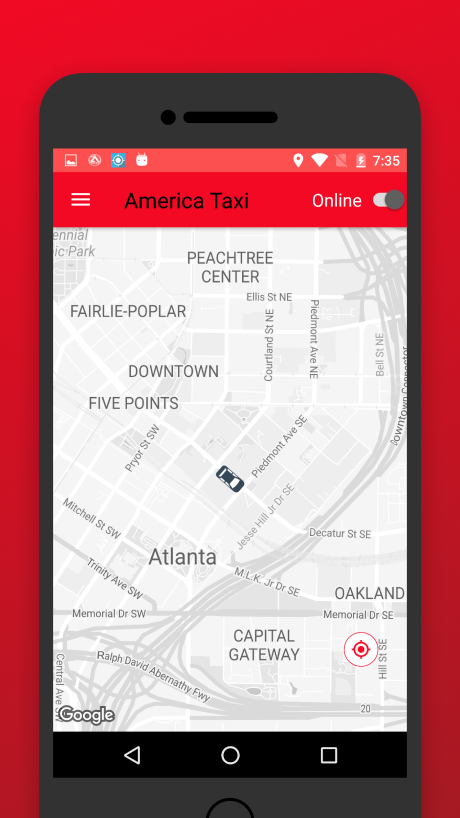 7:35
America Taxi
Online
ennial
ic Park
PEACHTREE
CENTER
Ellis St NE
FAIRLIE-POPLAR
Courtland St NE
Piedmont Ave NE
Bell St NE
DOWNTOWN
Downtown Connector
FIVE POINTS
Pryor St SW
Piedmont Ave SE
Mitchell St SW
Jesse Hill Jr Dr SE
Decatur St SE
Atlanta
Trinity Ave SW
M.L.K. Jr Dr SE
OAKLAND
Memorial Dr SW
Memorial Dr SE
CAPITAL
GATEWAY
Hill St SE
Central Ave S
Ralph David Abernathy Fwy
20
Google